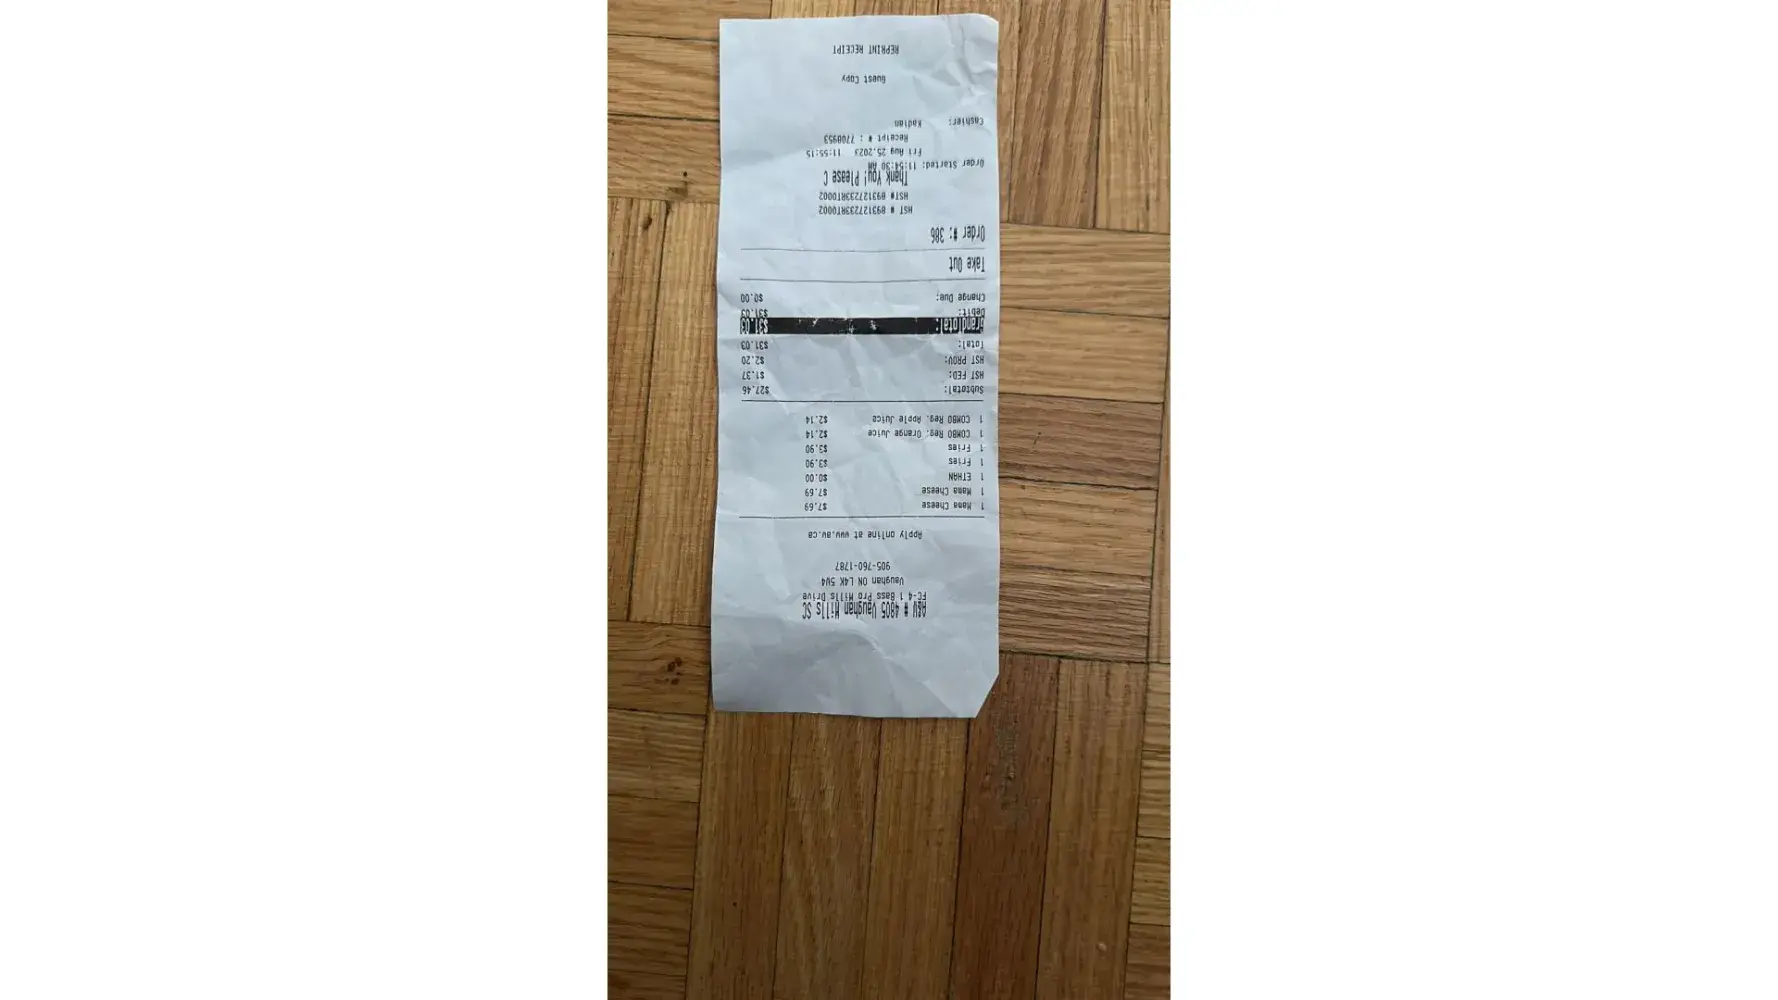 A&W # 4805 Vaughan Mills SC
FC-4 1 Bass Pro Mills Drive
Vaughan ON L4K 5W4
905-760-1787
Apply online at www.aw.ca
1 Mama Cheese $7.69
1 Mama Cheese $7.69
1 ETHAN $0.00
1 Fries $3.90
1 Fries $3.90
1 COMBO Reg. Orange Juice $2.14
1 COMBO Reg. Apple Juice $2.14
Subtotal: $27.46
HST FED: $1.37
HST PROV: $2.20
Total: $31.03
GrandTotal: $31.03
Debit: $31.03
Change Due: $0.00
Take Out
Order #: 386
HST # 893127233RT0002
HST# 893127233RT0002
Thank You! Please C
Order Started: 11:54:30 AM
Fri Aug 25,2023 11:55:15
Receipt # : 7700953
Cashier: Kadian
Guest Copy
REPRINT RECEIPT